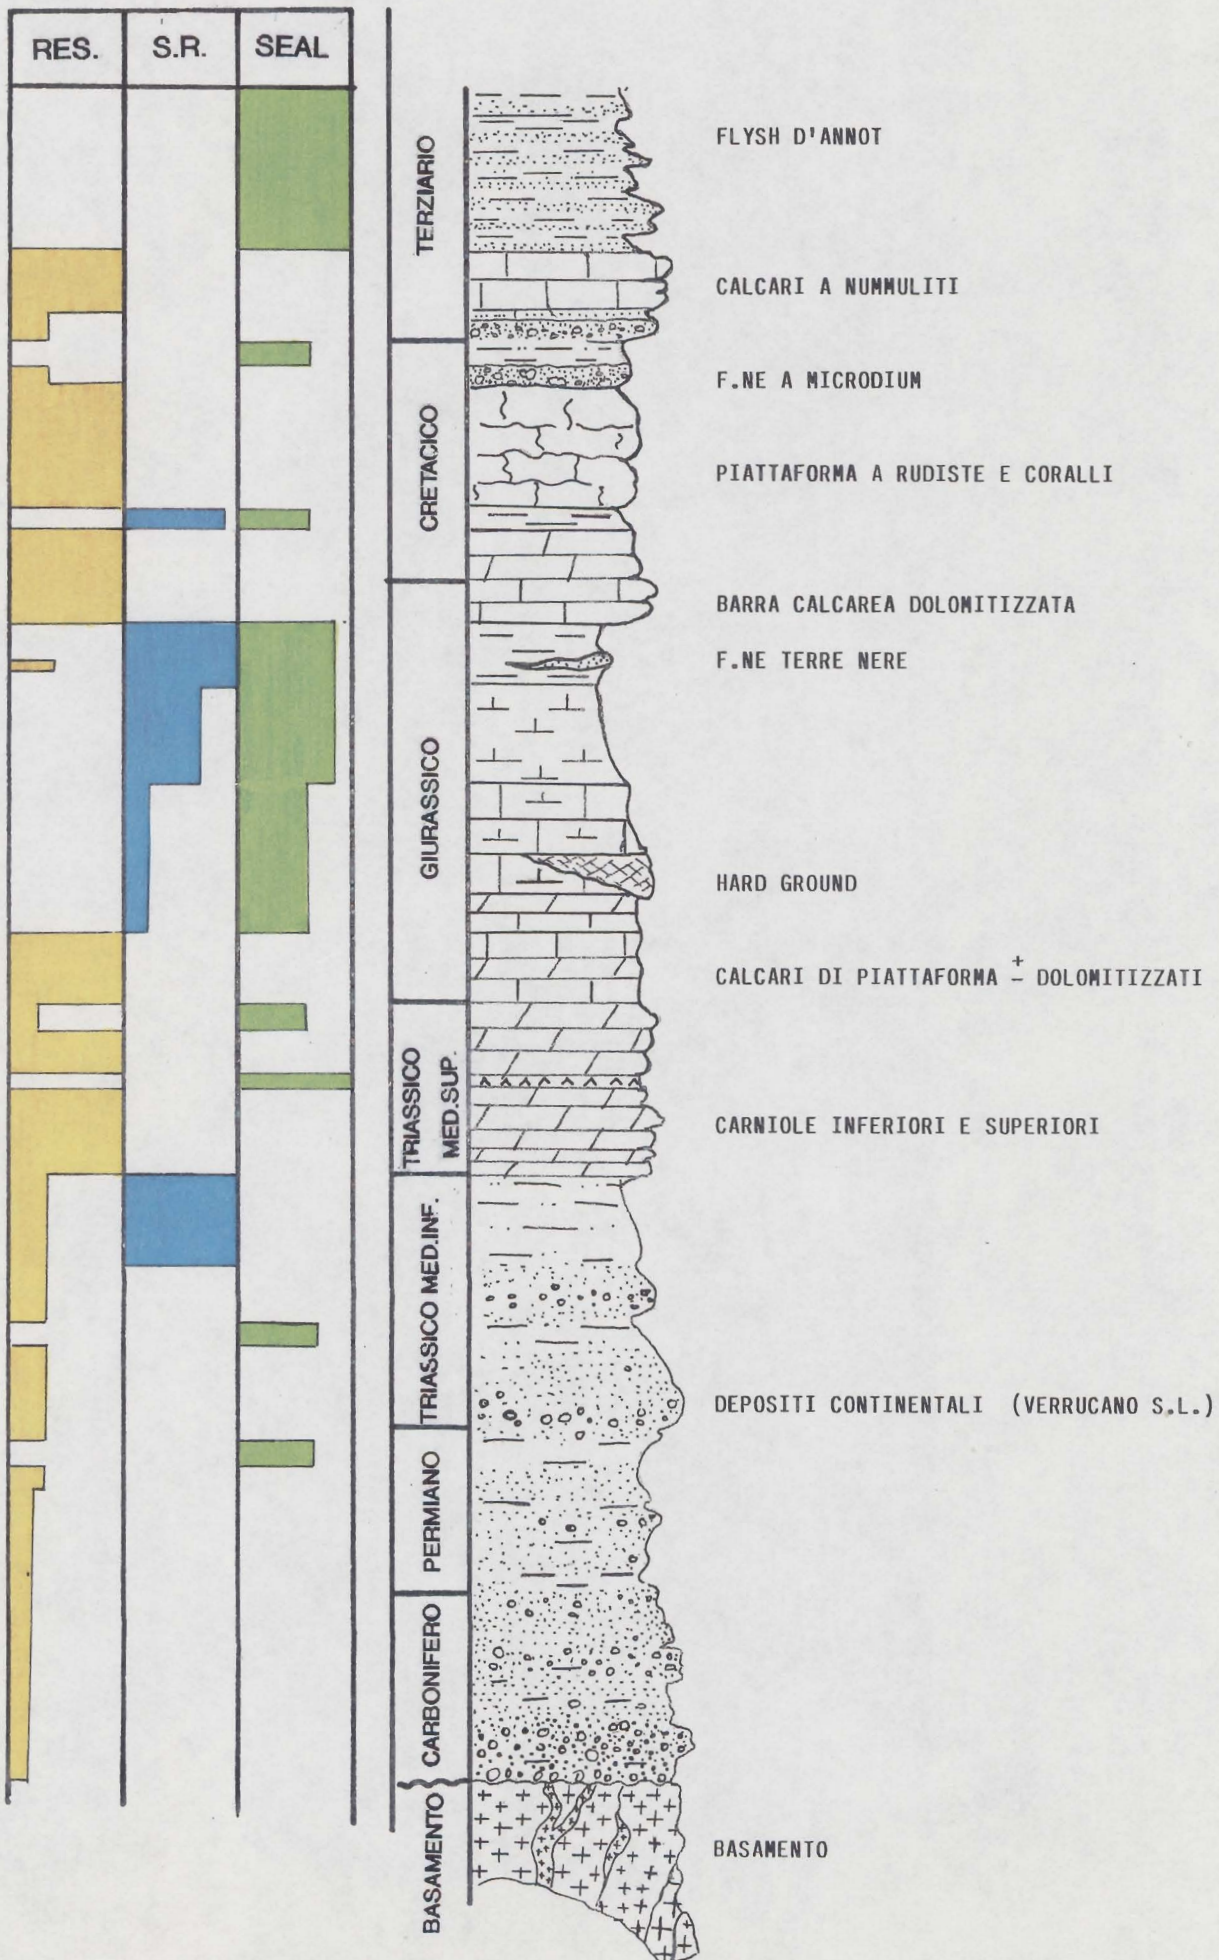 RES. S.R. SEAL
TERZIARIO
CRETACICO
GIURASSICO
TRIASSICO
MED.SUP.
TRIASSICO MED.INF.
PERMIANO
CARBONIFERO
BASAMENTO
FLYSH D'ANNOT
CALCARI A NUMMULITI
F.NE A MICRODIUM
PIATTAFORMA A RUDISTE E CORALLI
BARRA CALCAREA DOLOMITIZZATA
F.NE TERRE NERE
HARD GROUND
CALCARI DI PIATTAFORMA ± DOLOMITIZZATI
CARNIOLE INFERIORI E SUPERIORI
DEPOSITI CONTINENTALI (VERRUCANO S.L.)
BASAMENTO